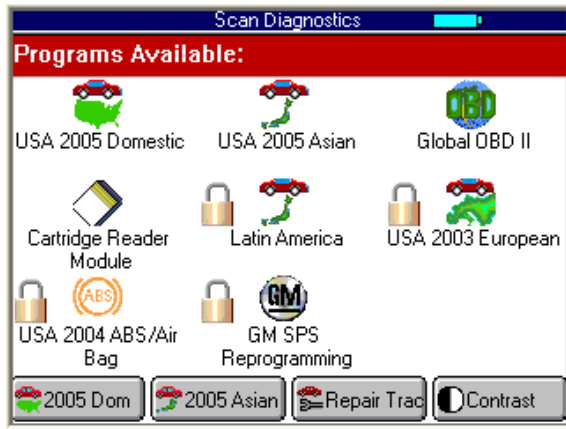 Scan Diagnostics
Programs Available:
USA 2005 Domestic
USA 2005 Asian
OBD
Global OBD II
Cartridge Reader
Module
Latin America
USA 2003 European
ABS
USA 2004 ABS/Air
Bag
GM
GM SPS
Reprogramming
2005 Dom
2005 Asian
Repair Trac
Contrast